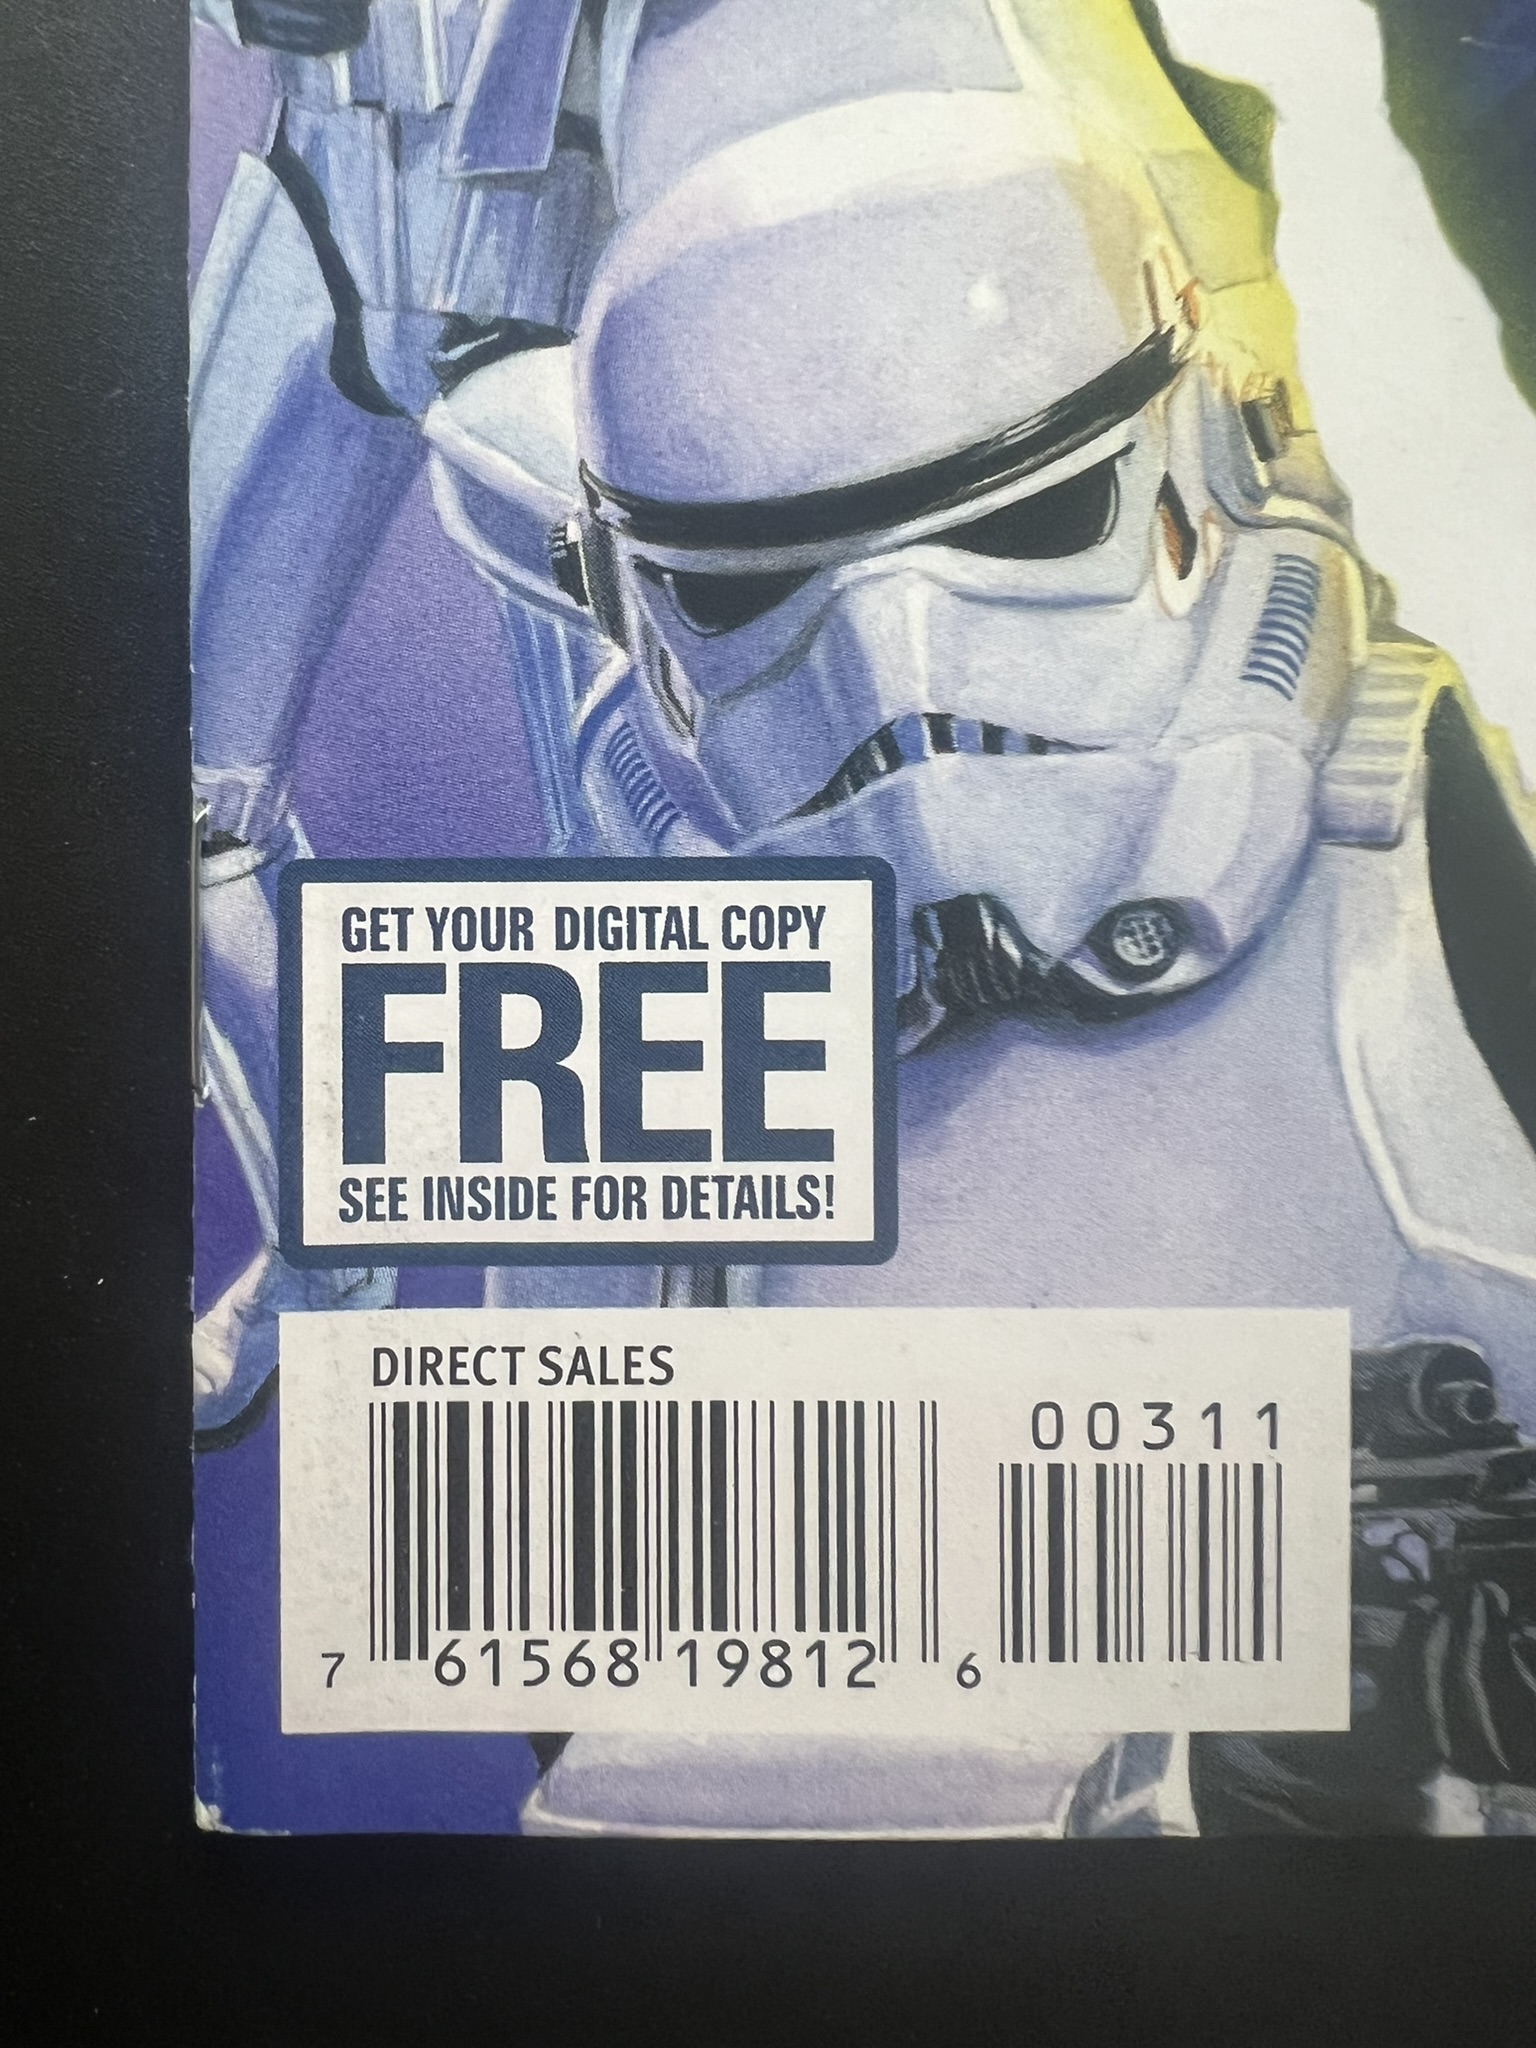 GET YOUR DIGITAL COPY
FREE
SEE INSIDE FOR DETAILS!
DIRECT SALES
00311
7 61568 19812 6